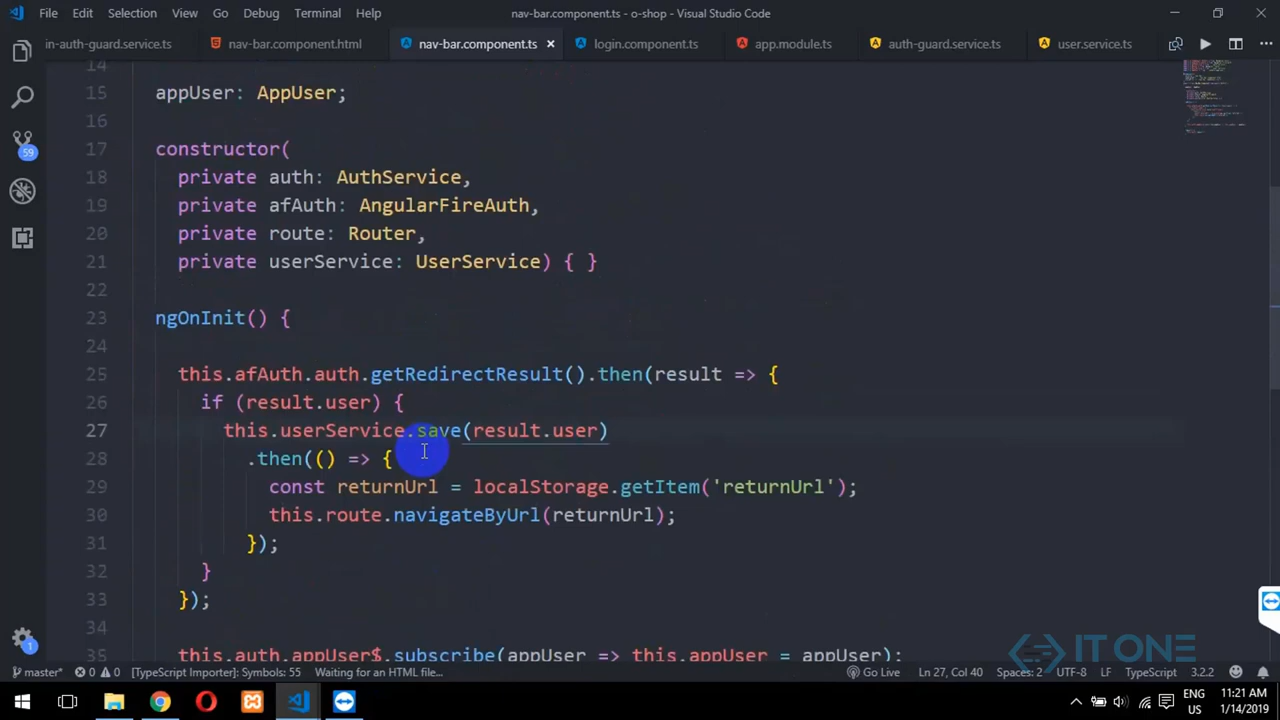 File Edit Selection View Go Debug Terminal Help nav-bar.component.ts - o-shop - Visual Studio Code
in-auth-guard.service.ts nav-bar.component.html nav-bar.component.ts login.component.ts app.module.ts auth-guard.service.ts user.service.ts
14
15 appUser: AppUser;
16
17 constructor(
18 private auth: AuthService,
19 private afAuth: AngularFireAuth,
20 private route: Router,
21 private userService: UserService) { }
22
23 ngOnInit() {
24
25 this.afAuth.auth.getRedirectResult().then(result => {
26 if (result.user) {
27 this.userService.save(result.user)
28 .then(() => {
29 const returnUrl = localStorage.getItem('returnUrl');
30 this.route.navigateByUrl(returnUrl);
31 });
32 }
33 });
34
35 this.auth.appUser$.subscribe(appUser => this.appUser = appUser);
59
1
IT ONE
master* 0 0 [TypeScript Importer]: Symbols: 55 Waiting for an HTML file... Go Live Ln 27, Col 40 Spaces: 2 UTF-8 LF TypeScript 3.2.2
ENG 11:21 AM
US 1/14/2019